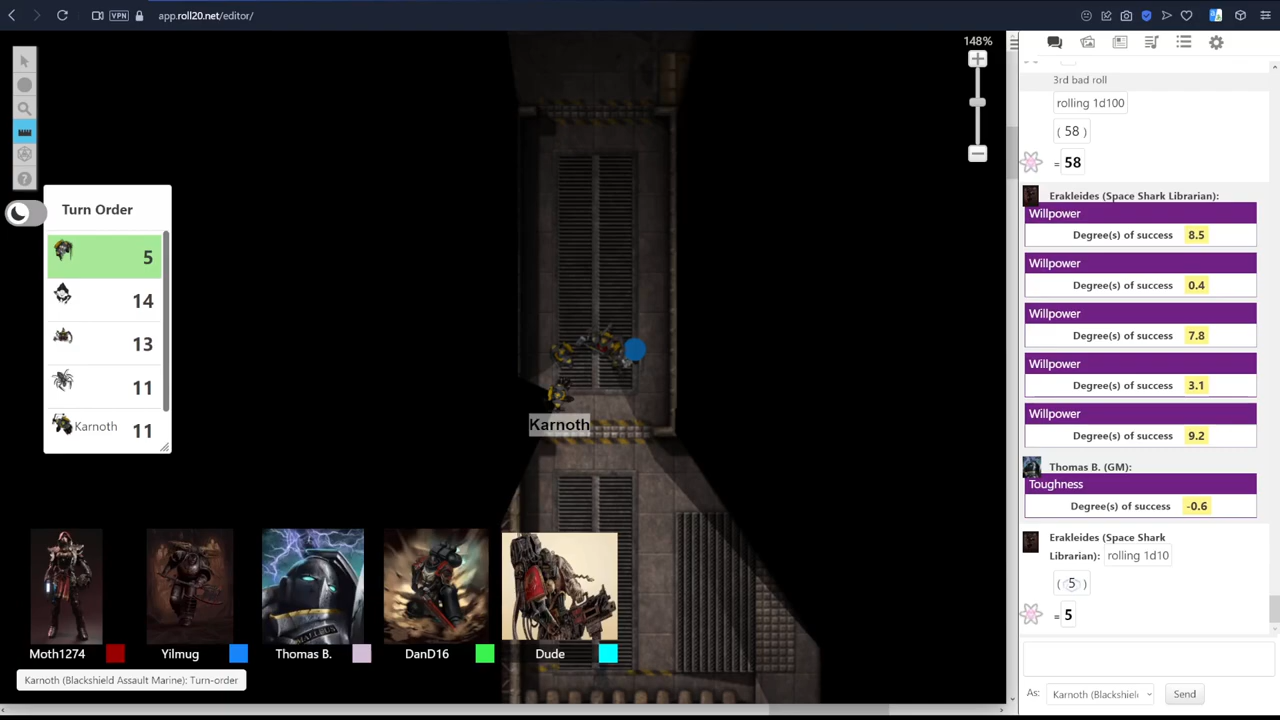 VPN
app.roll20.net/editor/
148%
Turn Order
5
14
13
11
Karnoth 11
Karnoth
MALLEUS
Moth1274
Yilmug
Thomas B.
DanD16
Dude
Karnoth (Blackshield Assault Marine): Turn-order
3rd bad roll
rolling 1d100
( 58 )
= 58
Erakleides (Space Shark Librarian):
Willpower
Degree(s) of success 8.5
Willpower
Degree(s) of success 0.4
Willpower
Degree(s) of success 7.8
Willpower
Degree(s) of success 3.1
Willpower
Degree(s) of success 9.2
Thomas B. (GM):
Toughness
Degree(s) of success -0.6
Erakleides (Space Shark
Librarian): rolling 1d10
( 5 )
= 5
As: Karnoth (Blackshiel
Send